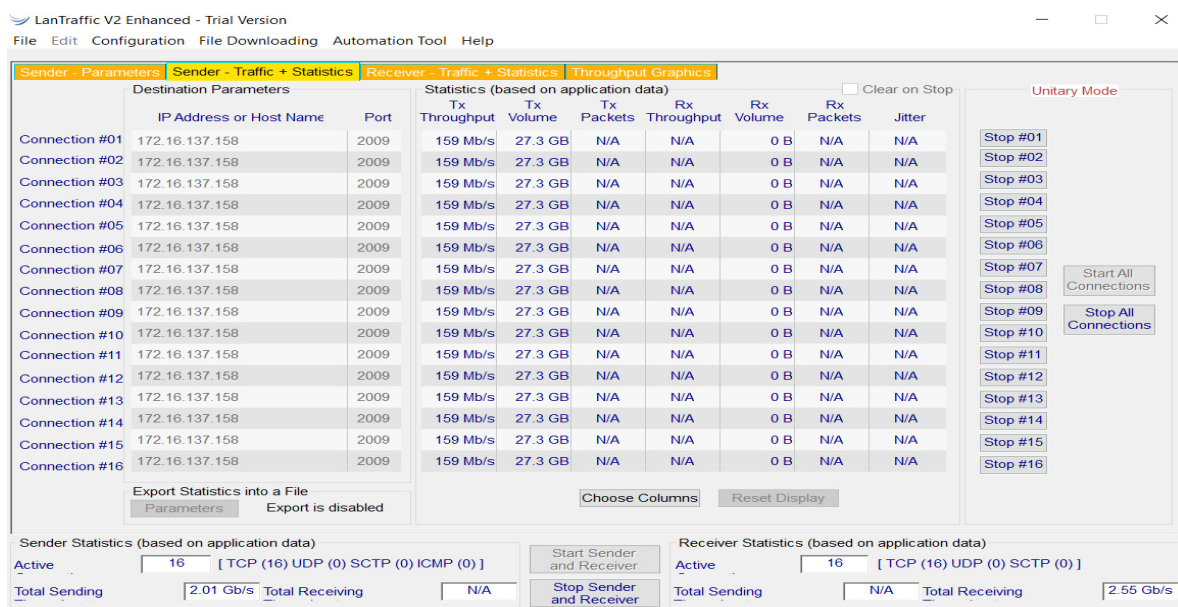 LanTraffic V2 Enhanced - Trial Version
File Edit Configuration File Downloading Automation Tool Help
Sender - Parameters Sender - Traffic + Statistics Receiver - Traffic + Statistics Throughput Graphics
Destination Parameters Statistics (based on application data) Clear on Stop Unitary Mode
Tx Tx Tx Rx Rx Rx
IP Address or Host Name Port Throughput Volume Packets Throughput Volume Packets Jitter
Connection #01 172.16.137.158 2009 159 Mb/s 27.3 GB N/A N/A 0 B N/A N/A Stop #01
Connection #02 172.16.137.158 2009 159 Mb/s 27.3 GB N/A N/A 0 B N/A N/A Stop #02
Connection #03 172.16.137.158 2009 159 Mb/s 27.3 GB N/A N/A 0 B N/A N/A Stop #03
Connection #04 172.16.137.158 2009 159 Mb/s 27.3 GB N/A N/A 0 B N/A N/A Stop #04
Connection #05 172.16.137.158 2009 159 Mb/s 27.3 GB N/A N/A 0 B N/A N/A Stop #05
Connection #06 172.16.137.158 2009 159 Mb/s 27.3 GB N/A N/A 0 B N/A N/A Stop #06
Connection #07 172.16.137.158 2009 159 Mb/s 27.3 GB N/A N/A 0 B N/A N/A Stop #07
Start All
Connection #08 172.16.137.158 2009 159 Mb/s 27.3 GB N/A N/A 0 B N/A N/A Stop #08
Connections
Connection #09 172.16.137.158 2009 159 Mb/s 27.3 GB N/A N/A 0 B N/A N/A Stop #09 Stop All
Connections
Connection #10 172.16.137.158 2009 159 Mb/s 27.3 GB N/A N/A 0 B N/A N/A Stop #10
Connection #11 172.16.137.158 2009 159 Mb/s 27.3 GB N/A N/A 0 B N/A N/A Stop #11
Connection #12 172.16.137.158 2009 159 Mb/s 27.3 GB N/A N/A 0 B N/A N/A Stop #12
Connection #13 172.16.137.158 2009 159 Mb/s 27.3 GB N/A N/A 0 B N/A N/A Stop #13
Connection #14 172.16.137.158 2009 159 Mb/s 27.3 GB N/A N/A 0 B N/A N/A Stop #14
Connection #15 172.16.137.158 2009 159 Mb/s 27.3 GB N/A N/A 0 B N/A N/A Stop #15
Connection #16 172.16.137.158 2009 159 Mb/s 27.3 GB N/A N/A 0 B N/A N/A Stop #16
Export Statistics into a File
Parameters Export is disabled Choose Columns Reset Display
Sender Statistics (based on application data) Receiver Statistics (based on application data)
Start Sender
and Receiver
Active 16 [ TCP (16) UDP (0) SCTP (0) ICMP (0) ] Active 16 [ TCP (16) UDP (0) SCTP (0) ]
Stop Sender
and Receiver
Total Sending 2.01 Gb/s Total Receiving N/A Total Sending N/A Total Receiving 2.55 Gb/s